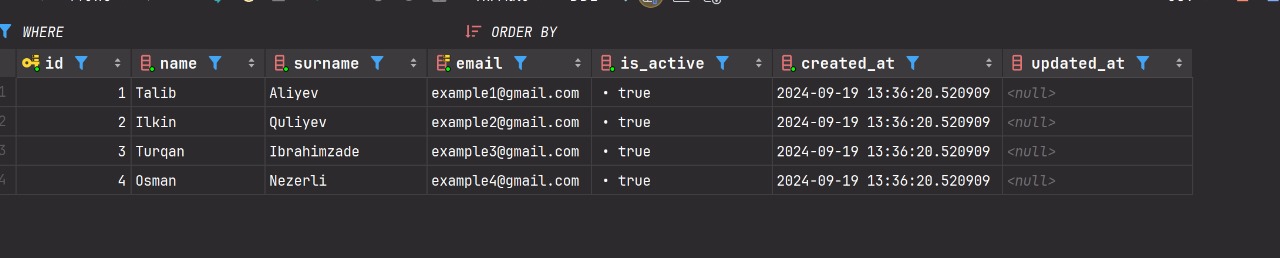 WHERE ORDER BY
id name surname email is_active created_at updated_at
1 1 Talib Aliyev example1@gmail.com • true 2024-09-19 13:36:20.520909 <null>
2 2 Ilkin Quliyev example2@gmail.com • true 2024-09-19 13:36:20.520909 <null>
3 3 Turqan Ibrahimzade example3@gmail.com • true 2024-09-19 13:36:20.520909 <null>
4 4 Osman Nezerli example4@gmail.com • true 2024-09-19 13:36:20.520909 <null>